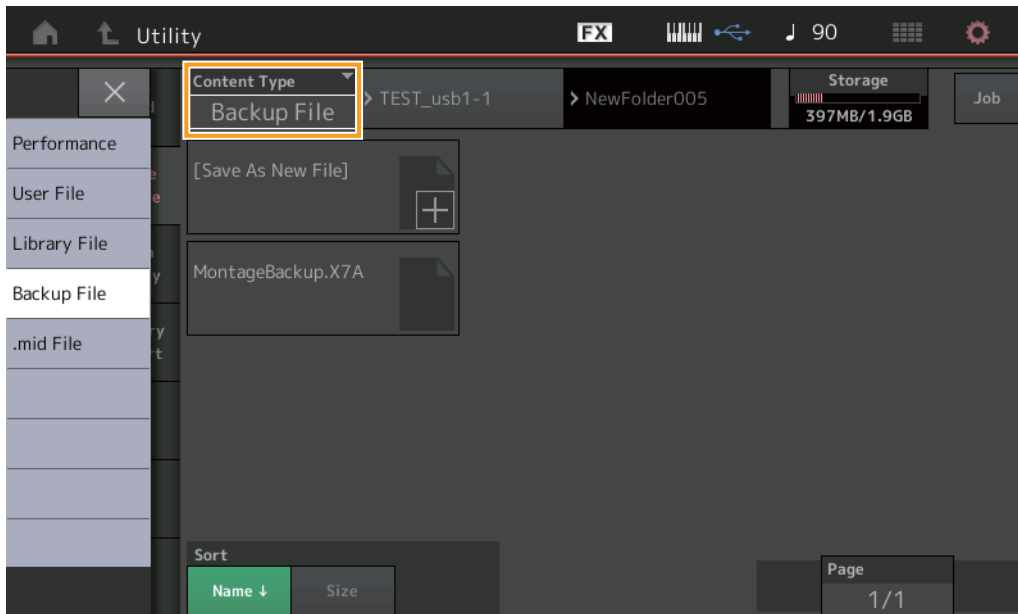 Utility
FX
90
Content Type
Backup File
TEST_usb1-1
NewFolder005
Storage
397MB/1.9GB
Job
Performance
User File
Library File
Backup File
.mid File
[Save As New File]
MontageBackup.X7A
Sort
Name ↓
Size
Page
1/1